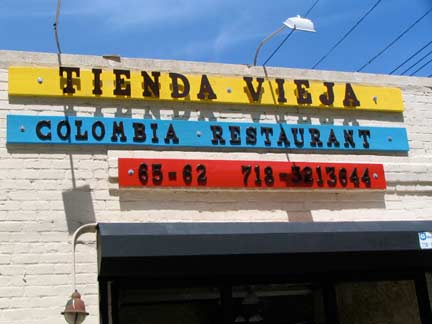 TIENDA VIEJA
COLOMBIA RESTAURANT
65-62 718-3213644